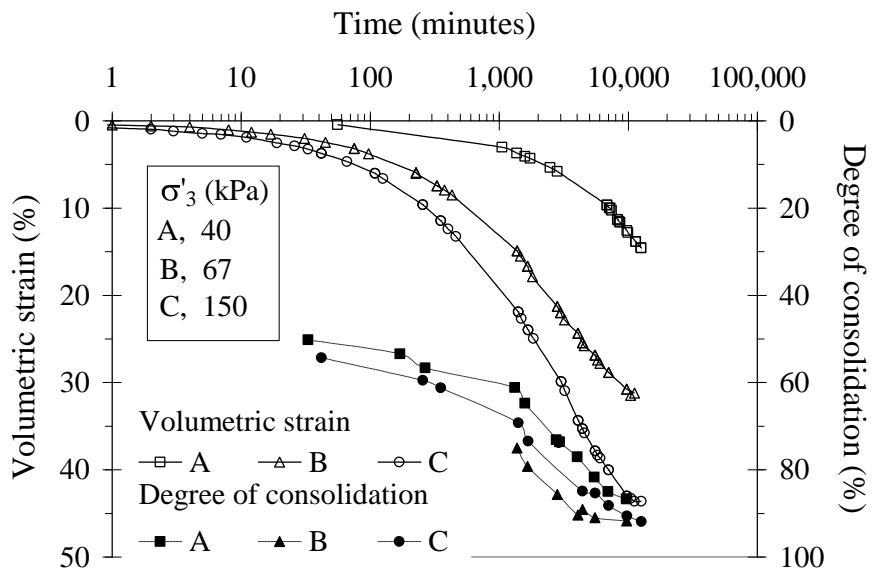 Time (minutes)
1 10 100 1,000 10,000 100,000
0
10
20
30
40
50
Volumetric strain (%)
0
20
40
60
80
100
Degree of consolidation (%)
σ'3 (kPa)
A, 40
B, 67
C, 150
Volumetric strain
A B C
Degree of consolidation
A B C